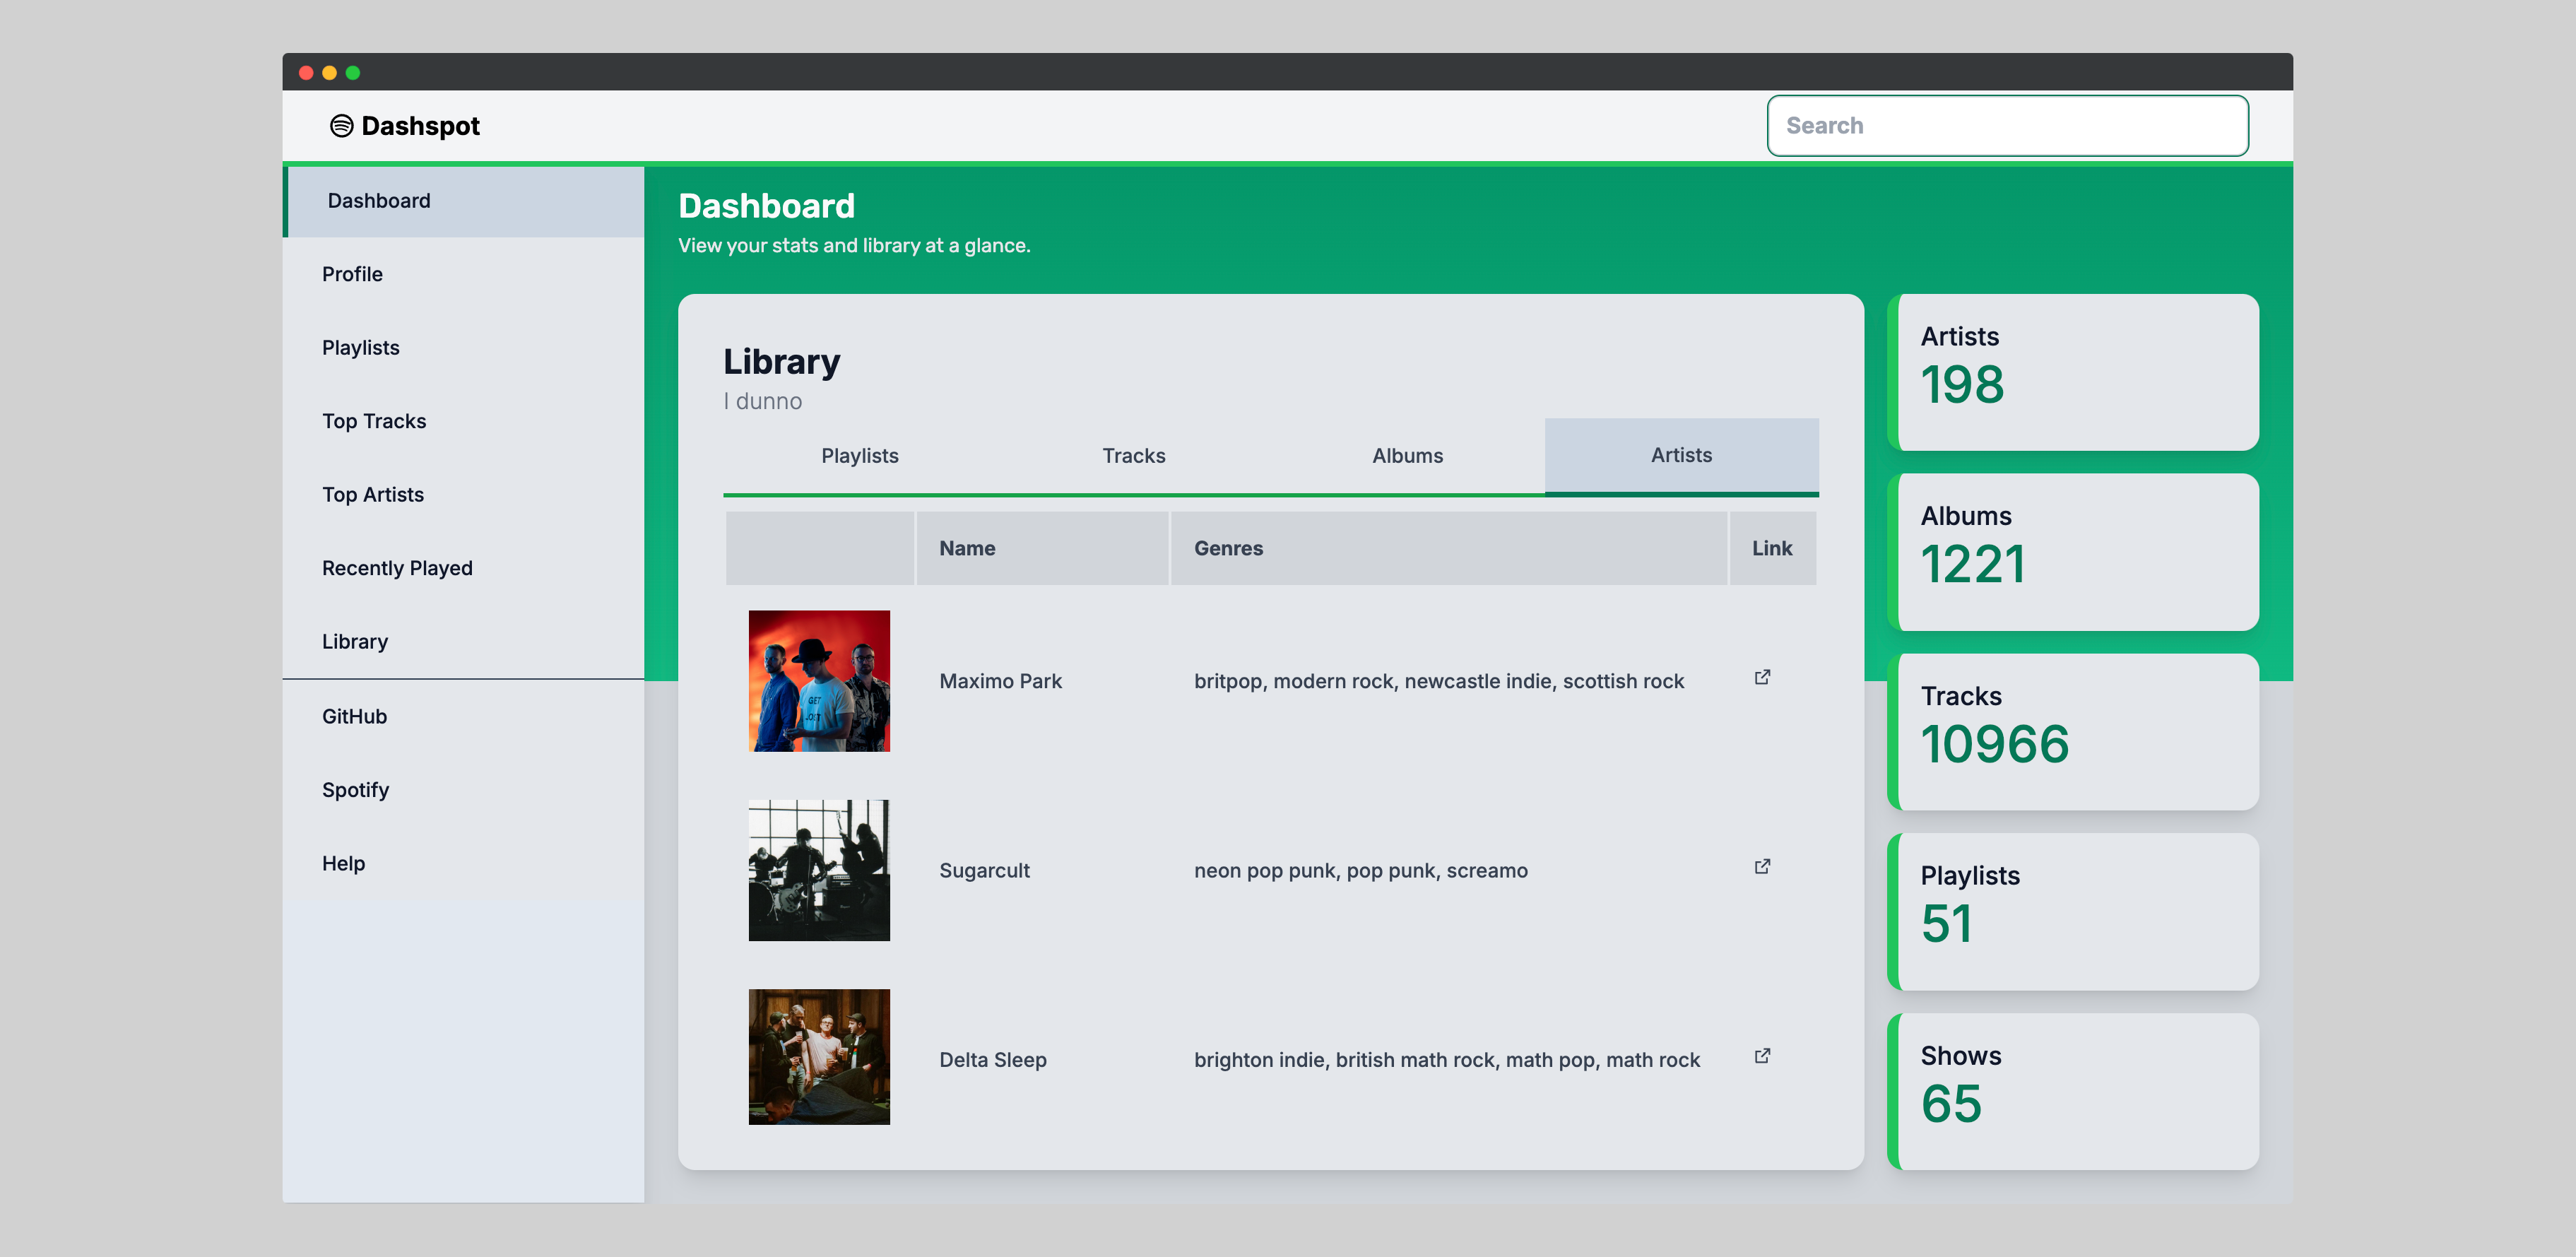 Dashspot
Search
Dashboard
Profile
Playlists
Top Tracks
Top Artists
Recently Played
Library
GitHub
Spotify
Help
Dashboard
View your stats and library at a glance.
Library
I dunno
Playlists Tracks Albums Artists
Name Genres Link
GET
LOST
Maximo Park britpop, modern rock, newcastle indie, scottish rock
Sugarcult neon pop punk, pop punk, screamo
Delta Sleep brighton indie, british math rock, math pop, math rock
Artists
198
Albums
1221
Tracks
10966
Playlists
51
Shows
65